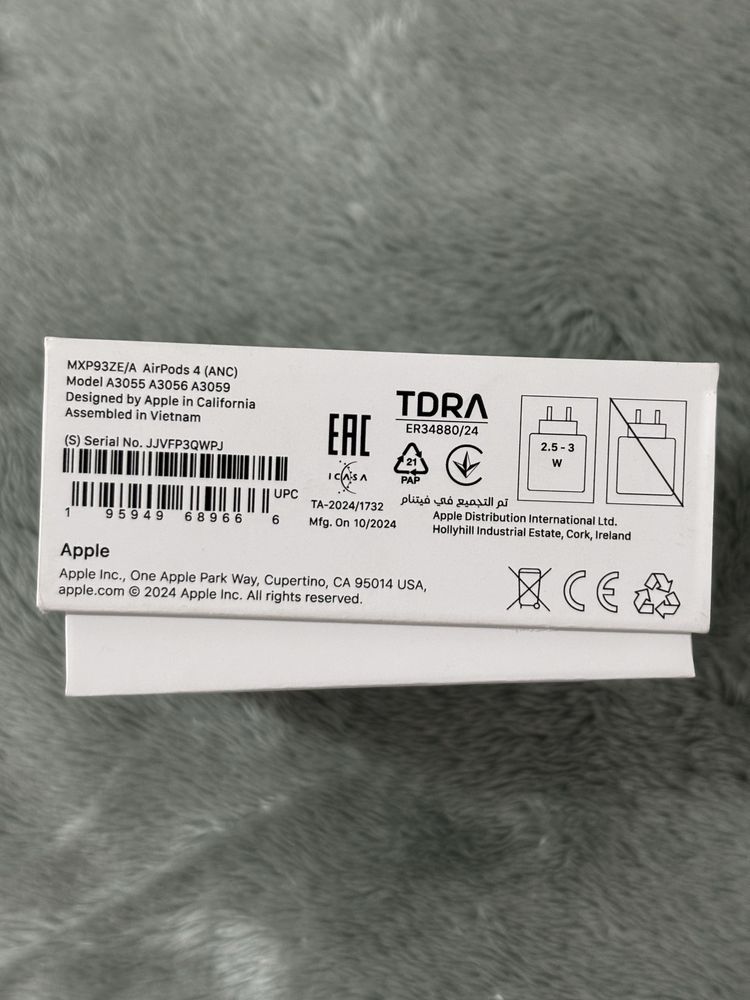 MXP93ZE/A AirPods 4 (ANC)
Model A3055 A3056 A3059
Designed by Apple in California
Assembled in Vietnam
(S) Serial No. JJVFP3QWPJ
UPC
1 95949 68966 6
EAC
ICASA
TA-2024/1732
Mfg. On 10/2024
TDRA
ER34880/24
21
PAP
تم التجميع في فيتنام
Apple Distribution International Ltd.
Hollyhill Industrial Estate, Cork, Ireland
2.5 - 3
W
Apple
Apple Inc., One Apple Park Way, Cupertino, CA 95014 USA,
apple.com © 2024 Apple Inc. All rights reserved.
CE